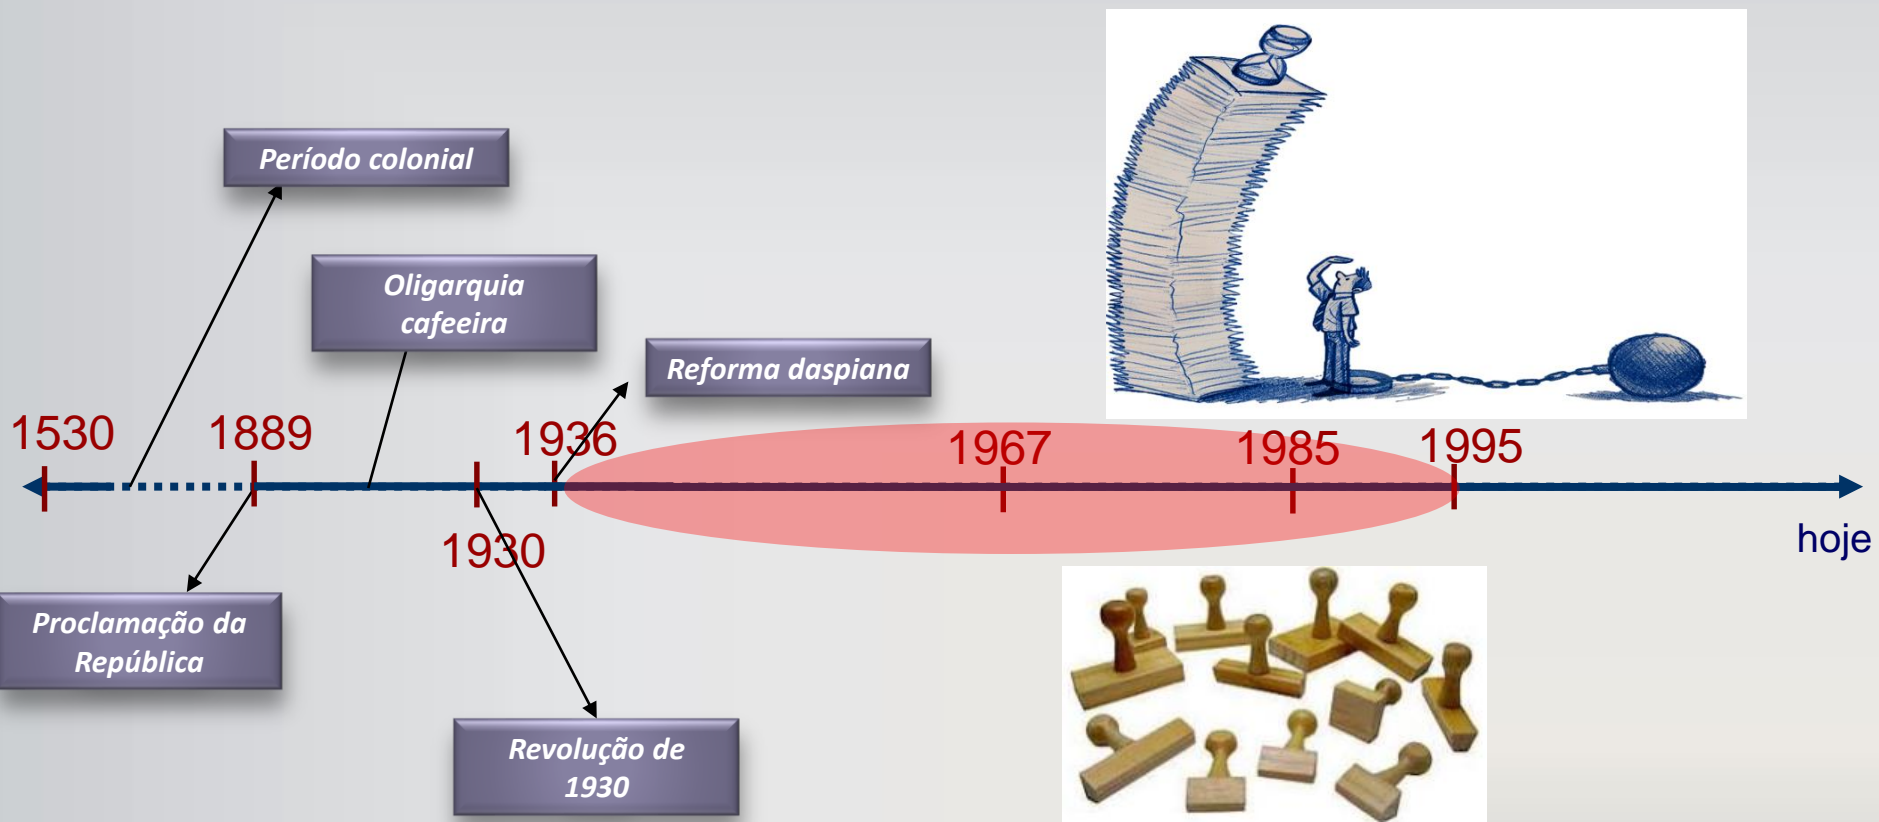 Período colonial
Oligarquia
cafeeira
Reforma daspiana
1530
1889
1936
1967
1985
1995
1930
hoje
Proclamação da
República
Revolução de
1930